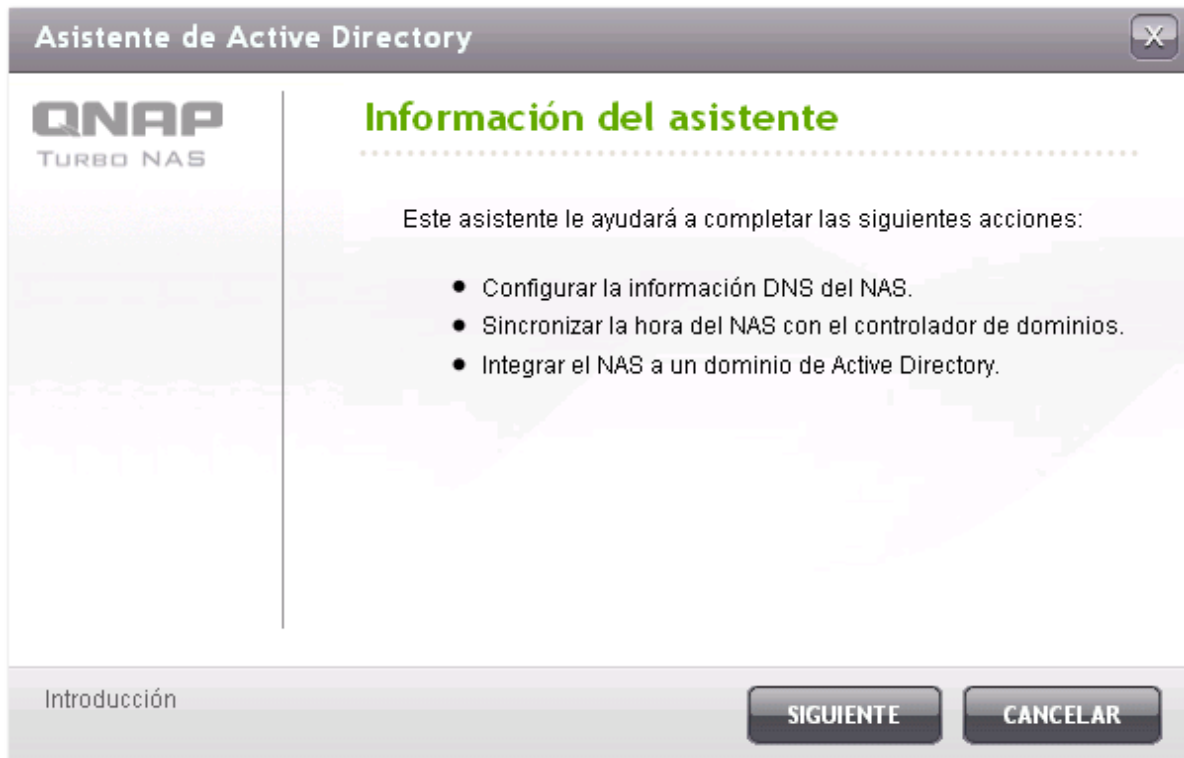 Asistente de Active Directory
X
QNAP
TURBO NAS
Información del asistente
Este asistente le ayudará a completar las siguientes acciones:
● Configurar la información DNS del NAS.
● Sincronizar la hora del NAS con el controlador de dominios.
● Integrar el NAS a un dominio de Active Directory.
Introducción
SIGUIENTE
CANCELAR